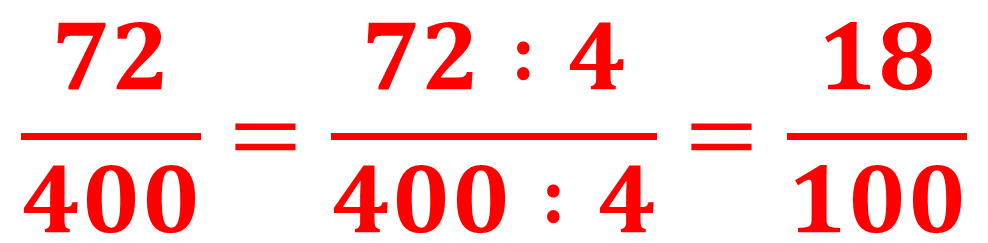 72/400 = (72 : 4)/(400 : 4) = 18/100